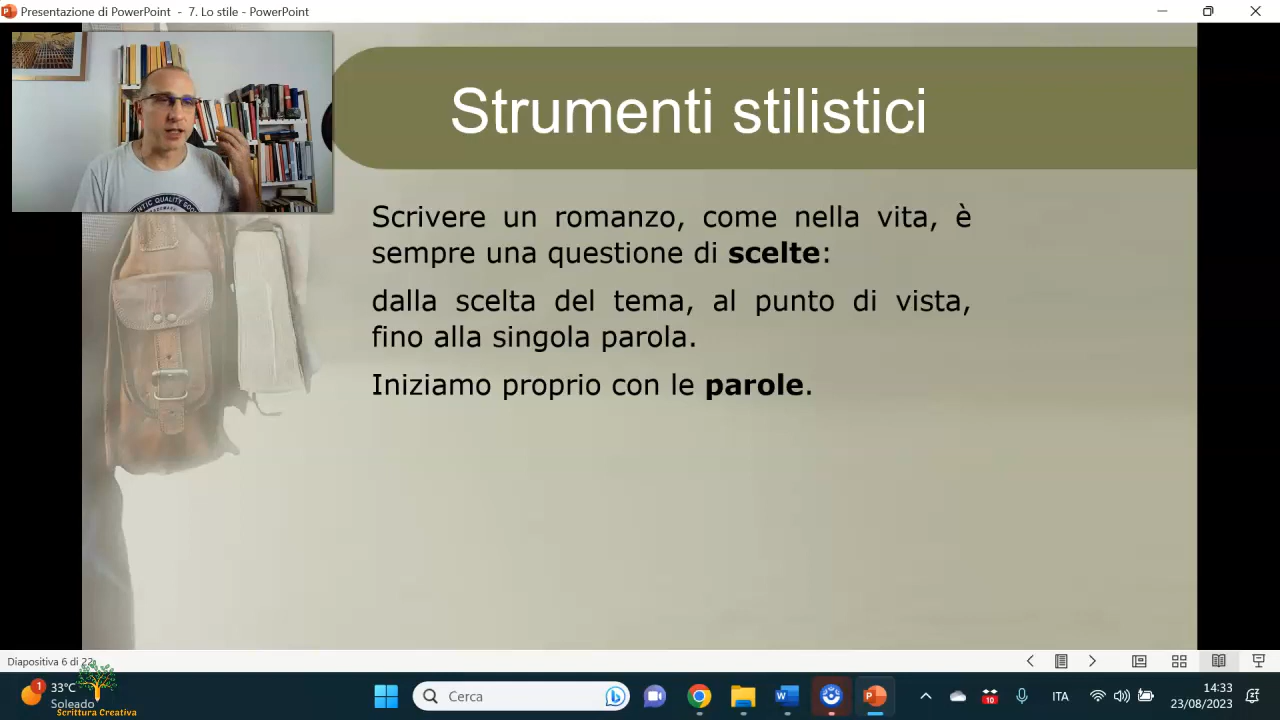 Presentazione di PowerPoint - 7. Lo stile - PowerPoint
Strumenti stilistici
Scrivere un romanzo, come nella vita, è
sempre una questione di scelte:
dalla scelta del tema, al punto di vista,
fino alla singola parola.
Iniziamo proprio con le parole.
Diapositiva 6 di 22
1
33°C
Soleado
Scrittura Creativa
Cerca
10
ITA
14:33
23/08/2023